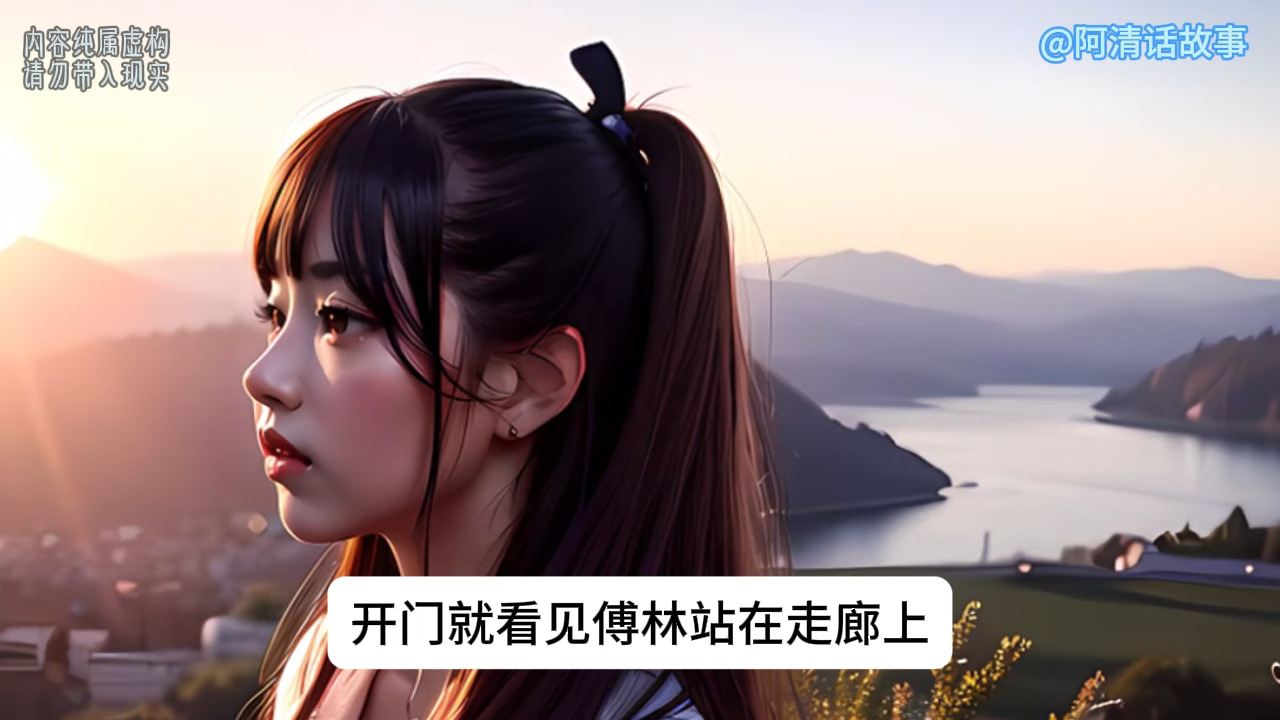 内容纯属虚构
请勿带入现实
@阿清话故事
开门就看见傅林站在走廊上